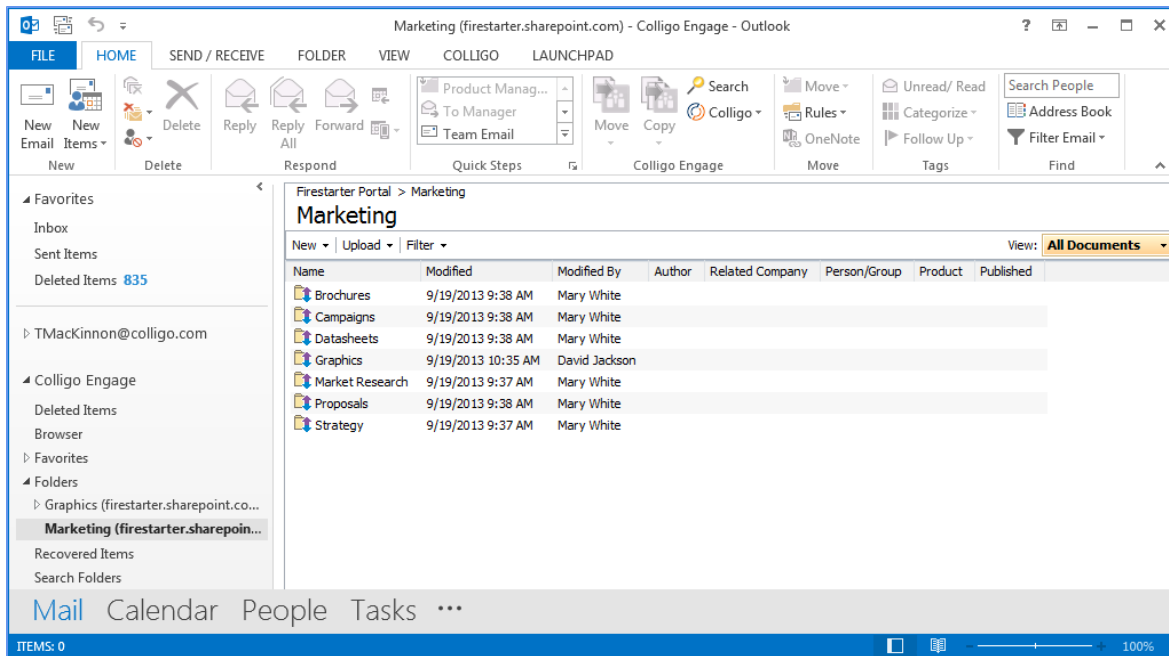 Marketing (firestarter.sharepoint.com) - Colligo Engage - Outlook
FILE HOME SEND / RECEIVE FOLDER VIEW COLLIGO LAUNCHPAD
New Email
New Items
New
Delete
Delete
Reply
Reply All
Forward
Respond
Product Manag...
To Manager
Team Email
Quick Steps
Move
Copy
Search
Colligo
Colligo Engage
Move
Rules
OneNote
Move
Unread/ Read
Categorize
Follow Up
Tags
Search People
Address Book
Filter Email
Find
Favorites
Inbox
Sent Items
Deleted Items 835
TMacKinnon@colligo.com
Colligo Engage
Deleted Items
Browser
Favorites
Folders
Graphics (firestarter.sharepoint.co...
Marketing (firestarter.sharepoin...
Recovered Items
Search Folders
Firestarter Portal > Marketing
Marketing
New Upload Filter View: All Documents
Name Modified Modified By Author Related Company Person/Group Product Published
Brochures 9/19/2013 9:38 AM Mary White
Campaigns 9/19/2013 9:38 AM Mary White
Datasheets 9/19/2013 9:38 AM Mary White
Graphics 9/19/2013 10:35 AM David Jackson
Market Research 9/19/2013 9:37 AM Mary White
Proposals 9/19/2013 9:38 AM Mary White
Strategy 9/19/2013 9:37 AM Mary White
Mail Calendar People Tasks ...
ITEMS: 0 100%